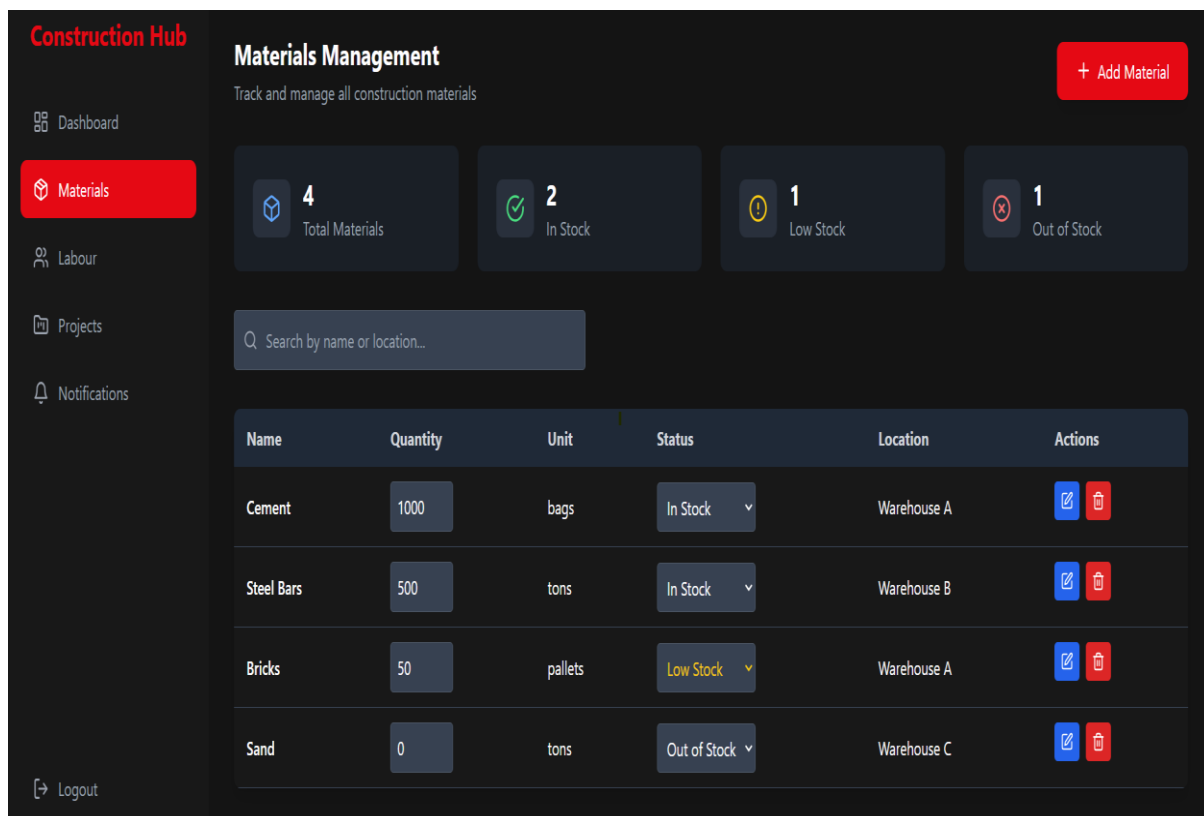 Construction Hub
Dashboard
Materials
Labour
Projects
Notifications
Logout
Materials Management
Track and manage all construction materials
+ Add Material
4
Total Materials
2
In Stock
1
Low Stock
1
Out of Stock
Search by name or location...
Name Quantity Unit Status Location Actions
Cement 1000 bags In Stock Warehouse A
Steel Bars 500 tons In Stock Warehouse B
Bricks 50 pallets Low Stock Warehouse A
Sand 0 tons Out of Stock Warehouse C